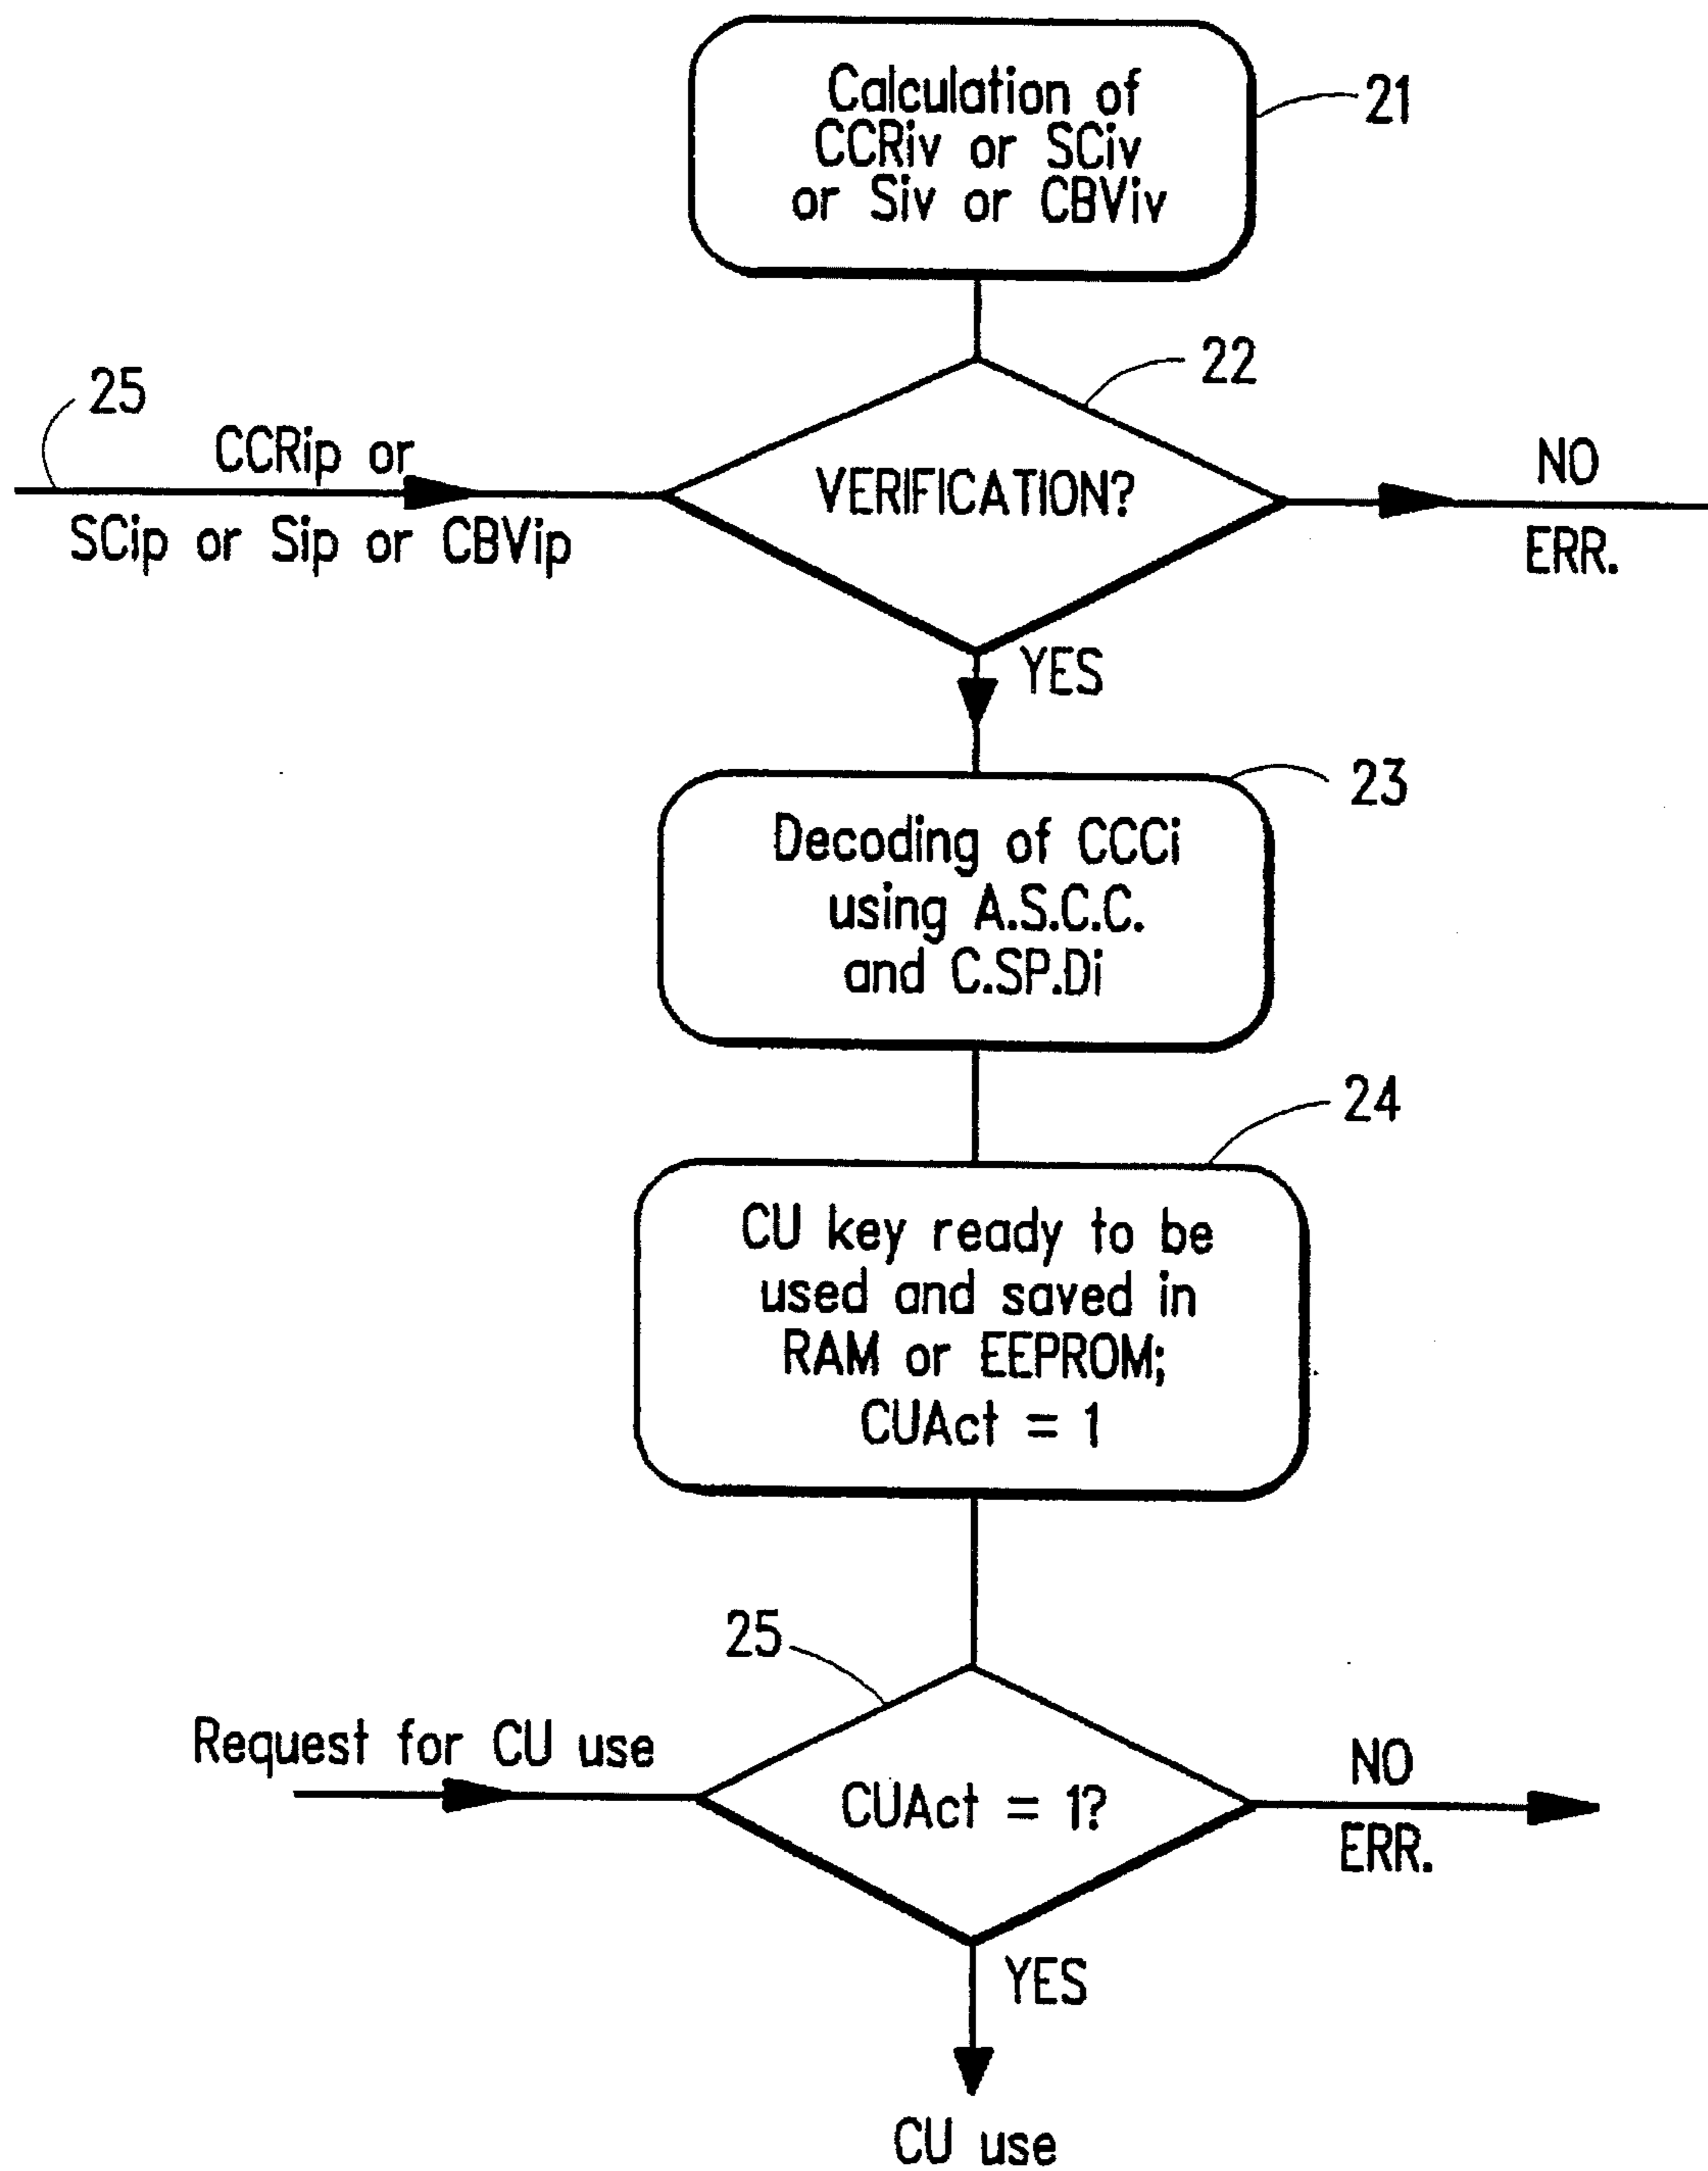 Calculation of
CCRiv or SCiv
or Siv or CBViv
21
22
25
CCRip or
SCip or Sip or CBVip
VERIFICATION?
NO
ERR.
YES
23
Decoding of CCCi
using A.S.C.C.
and C.SP.Di
24
CU key ready to be
used and saved in
RAM or EEPROM;
CUAct = 1
25
Request for CU use
CUAct = 1?
NO
ERR.
YES
CU use